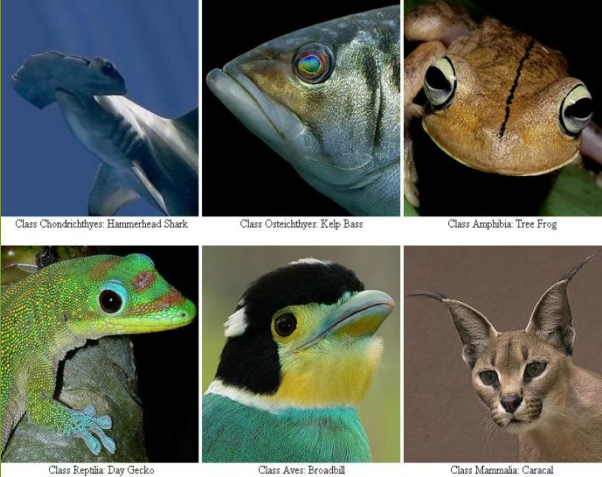 Class Chondrichthyes: Hammerhead Shark
Class Osteichthyes: Kelp Bass
Class Amphibia: Tree Frog
Class Reptilia: Day Gecko
Class Aves: Broadbill
Class Mammalia: Caracal